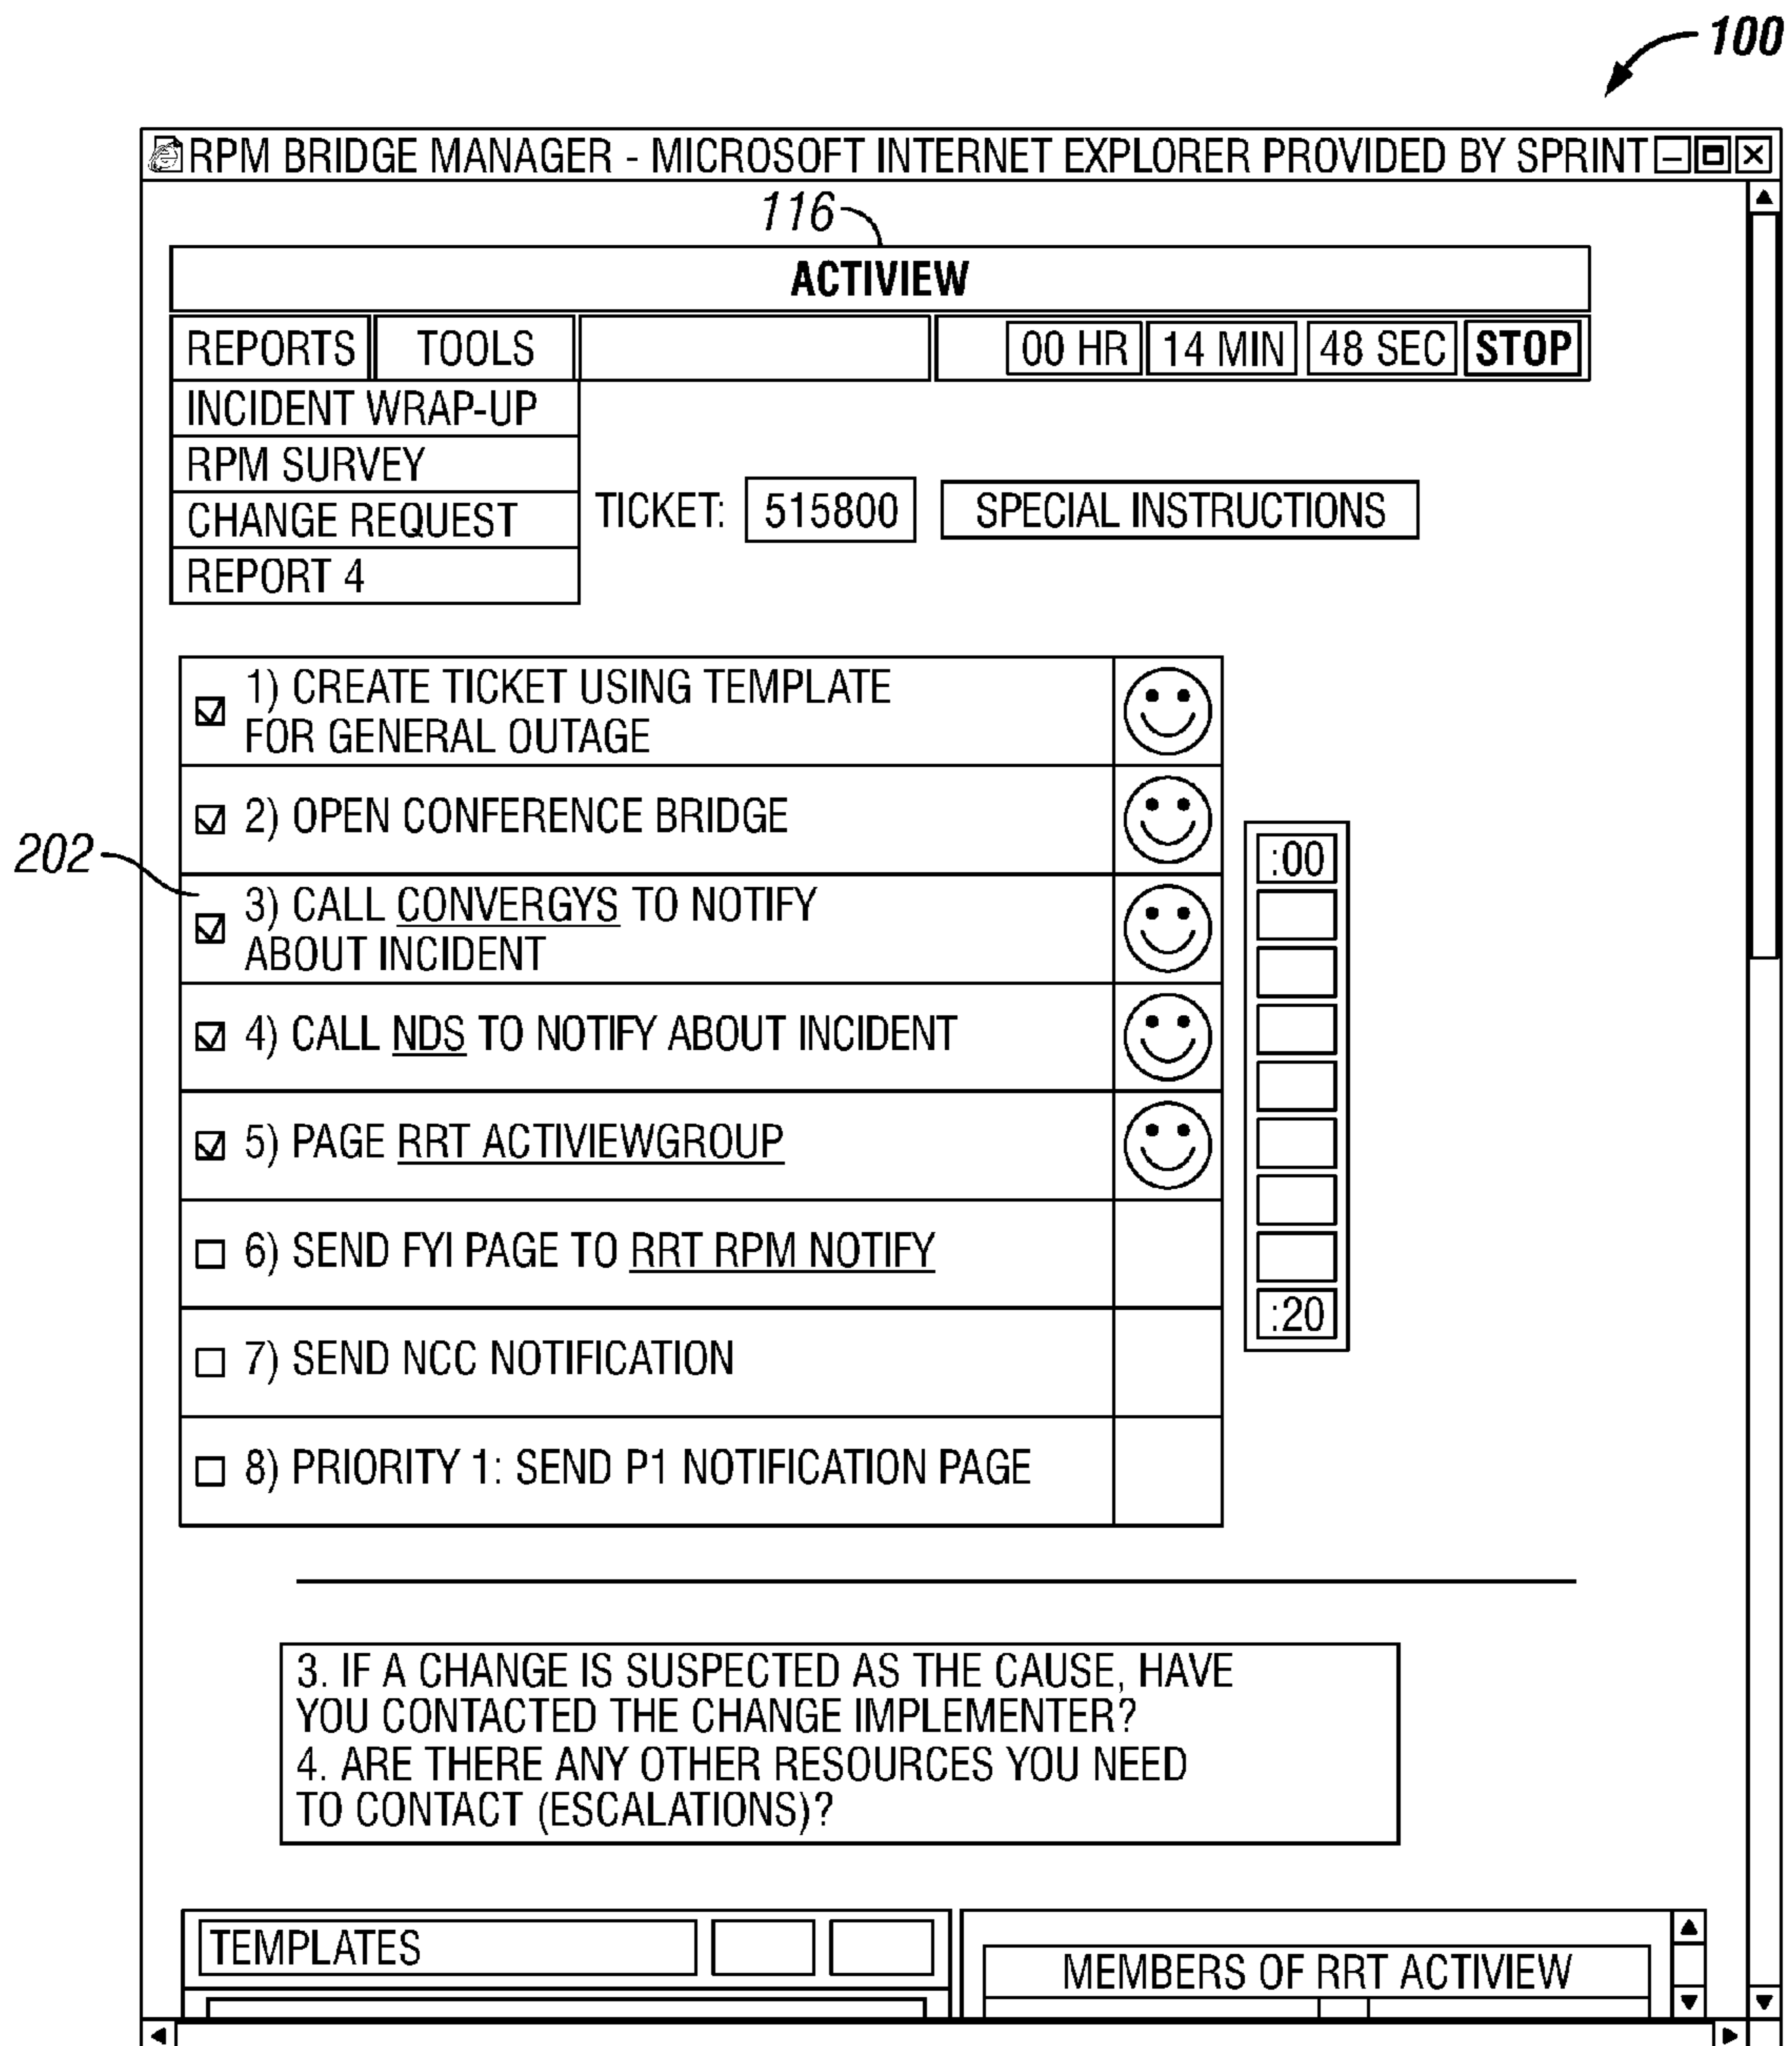 100
RPM BRIDGE MANAGER - MICROSOFT INTERNET EXPLORER PROVIDED BY SPRINT
116
ACTIVIEW
REPORTS TOOLS 00 HR 14 MIN 48 SEC STOP
INCIDENT WRAP-UP
RPM SURVEY
CHANGE REQUEST
REPORT 4
TICKET: 515800 SPECIAL INSTRUCTIONS
1) CREATE TICKET USING TEMPLATE
FOR GENERAL OUTAGE
2) OPEN CONFERENCE BRIDGE
202
3) CALL CONVERGYS TO NOTIFY
ABOUT INCIDENT
4) CALL NDS TO NOTIFY ABOUT INCIDENT
5) PAGE RRT ACTIVIEWGROUP
6) SEND FYI PAGE TO RRT RPM NOTIFY
7) SEND NCC NOTIFICATION
8) PRIORITY 1: SEND P1 NOTIFICATION PAGE
:00
:20
3. IF A CHANGE IS SUSPECTED AS THE CAUSE, HAVE
YOU CONTACTED THE CHANGE IMPLEMENTER?
4. ARE THERE ANY OTHER RESOURCES YOU NEED
TO CONTACT (ESCALATIONS)?
TEMPLATES
MEMBERS OF RRT ACTIVIEW